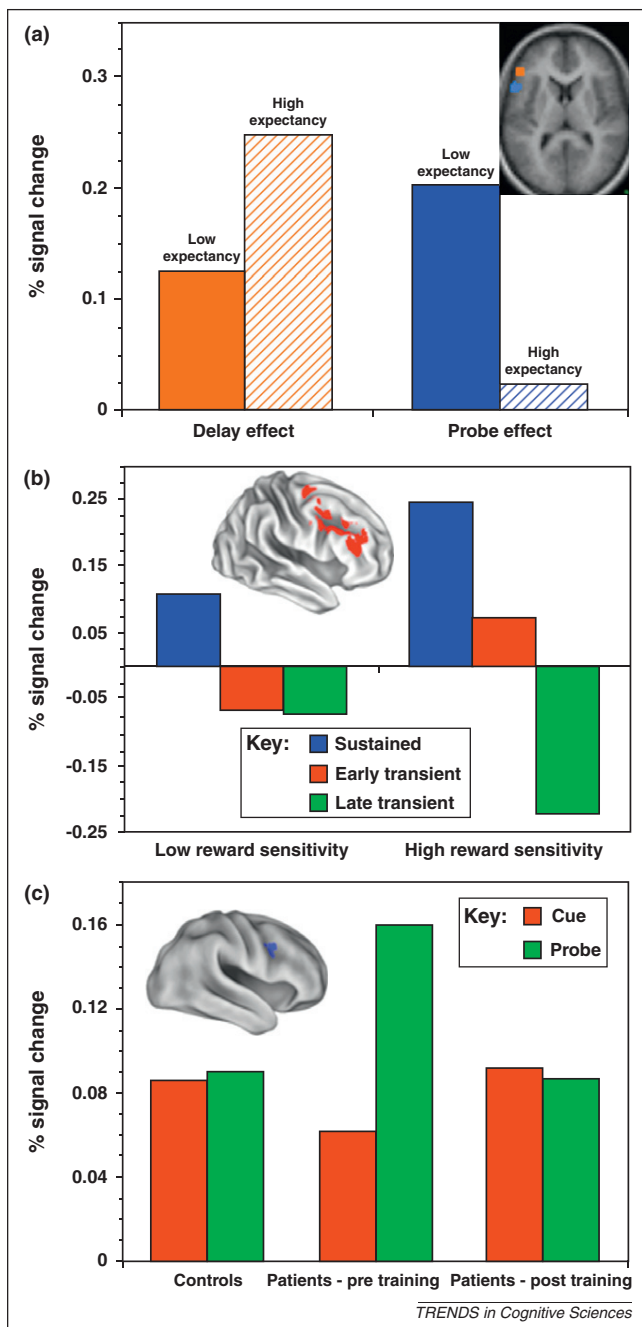 (a)
0.3
0.2
0.1
0
% signal change
Low
expectancy
High
expectancy
Low
expectancy
High
expectancy
Delay effect
Probe effect
(b)
0.25
0.15
0.05
-0.05
-0.15
-0.25
% signal change
Key:
Sustained
Early transient
Late transient
Low reward sensitivity
High reward sensitivity
(c)
0.16
0.12
0.08
0.04
0
% signal change
Key:
Cue
Probe
Controls
Patients - pre training
Patients - post training
TRENDS in Cognitive Sciences